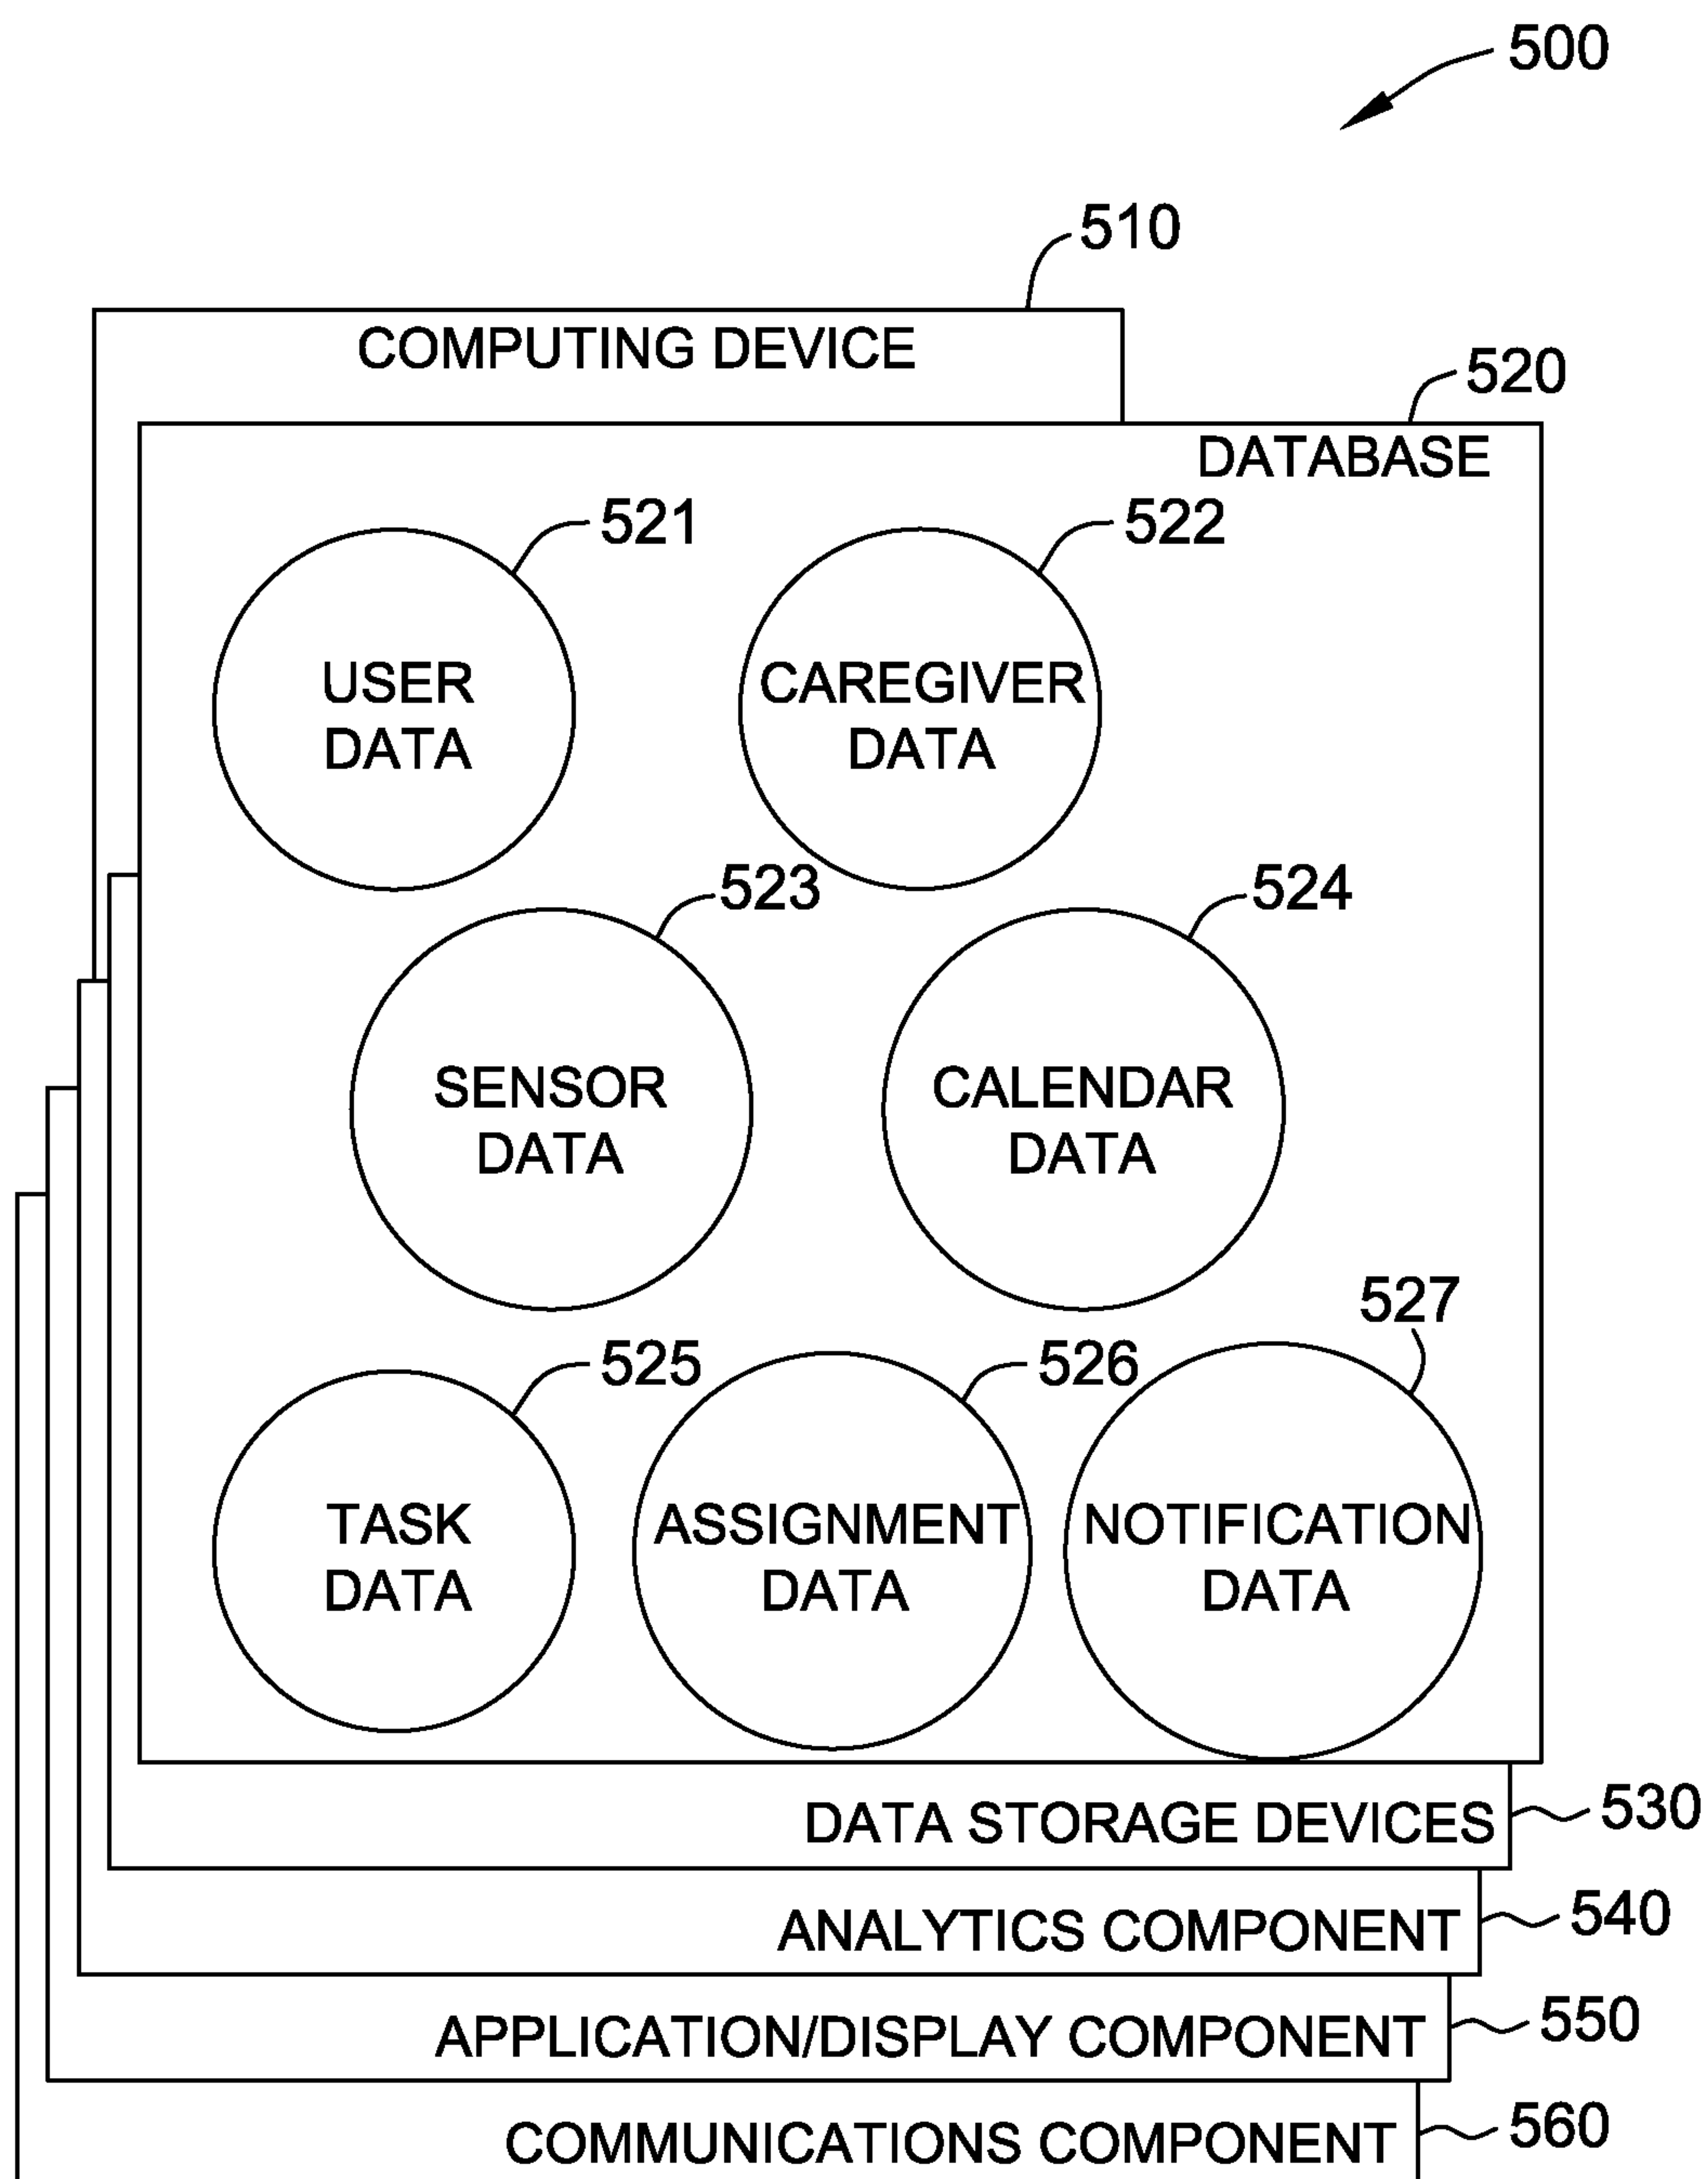 500
510
COMPUTING DEVICE
520
DATABASE
521
522
USER
DATA
CAREGIVER
DATA
523
524
SENSOR
DATA
CALENDAR
DATA
527
525
526
TASK
DATA
ASSIGNMENT
DATA
NOTIFICATION
DATA
DATA STORAGE DEVICES
530
ANALYTICS COMPONENT
540
APPLICATION/DISPLAY COMPONENT
550
COMMUNICATIONS COMPONENT
560